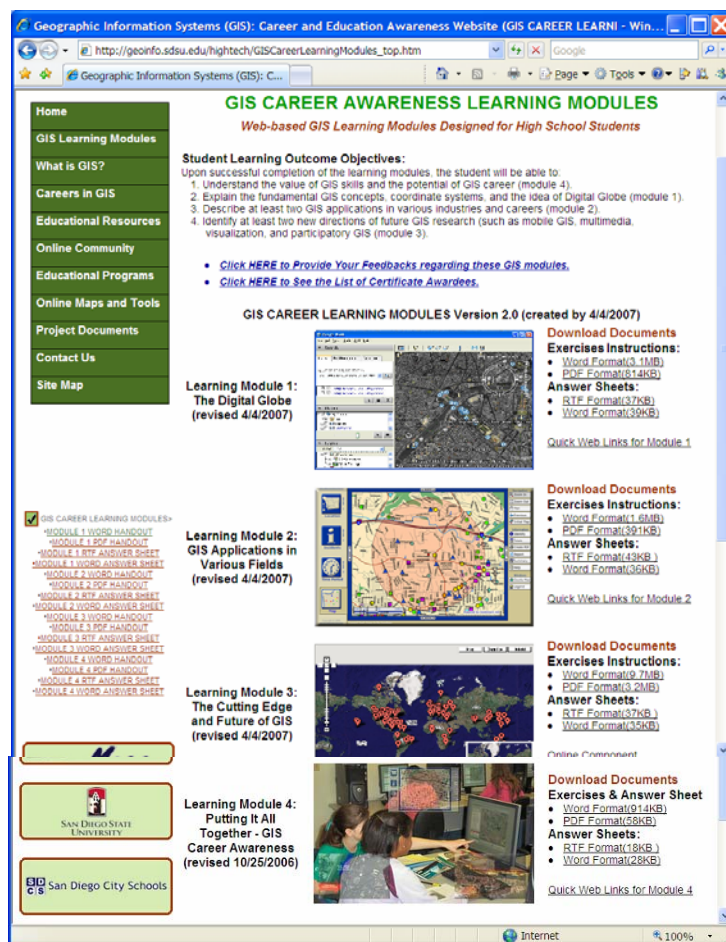 Geographic Information Systems (GIS): Career and Education Awareness Website (GIS CAREER LEARNI - Win...
http://geoinfo.sdsu.edu/hightech/GISCareerLearningModules_top.htm
Google
Geographic Information Systems (GIS): C...
Page
Tools
Home
GIS Learning Modules
What is GIS?
Careers in GIS
Educational Resources
Online Community
Educational Programs
Online Maps and Tools
Project Documents
Contact Us
Site Map
GIS CAREER AWARENESS LEARNING MODULES
Web-based GIS Learning Modules Designed for High School Students
Student Learning Outcome Objectives:
Upon successful completion of the learning modules, the student will be able to:
1. Understand the value of GIS skills and the potential of GIS career (module 4).
2. Explain the fundamental GIS concepts, coordinate systems, and the idea of Digital Globe (module 1).
3. Describe at least two GIS applications in various industries and careers (module 2).
4. Identify at least two new directions of future GIS research (such as mobile GIS, multimedia,
visualization, and participatory GIS (module 3).
• Click HERE to Provide Your Feedbacks regarding these GIS modules.
• Click HERE to See the List of Certificate Awardees.
GIS CAREER LEARNING MODULES Version 2.0 (created by 4/4/2007)
Learning Module 1:
The Digital Globe
(revised 4/4/2007)
Download Documents
Exercises Instructions:
• Word Format(3.1MB)
• PDF Format(814KB)
Answer Sheets:
• RTF Format(37KB)
• Word Format(39KB)
Quick Web Links for Module 1
GIS CAREER LEARNING MODULES>
•MODULE 1 WORD HANDOUT
•MODULE 1 PDF HANDOUT
•MODULE 1 RTF ANSWER SHEET
•MODULE 1 WORD ANSWER SHEET
•MODULE 2 WORD HANDOUT
•MODULE 2 PDF HANDOUT
•MODULE 2 RTF ANSWER SHEET
•MODULE 2 WORD ANSWER SHEET
•MODULE 3 WORD HANDOUT
•MODULE 3 PDF HANDOUT
•MODULE 3 RTF ANSWER SHEET
•MODULE 3 WORD ANSWER SHEET
•MODULE 4 WORD HANDOUT
•MODULE 4 PDF HANDOUT
•MODULE 4 RTF ANSWER SHEET
•MODULE 4 WORD ANSWER SHEET
Learning Module 2:
GIS Applications in
Various Fields
(revised 4/4/2007)
Download Documents
Exercises Instructions:
• Word Format(1.6MB)
• PDF Format(391KB)
Answer Sheets:
• RTF Format(43KB )
• Word Format(36KB)
Quick Web Links for Module 2
Learning Module 3:
The Cutting Edge
and Future of GIS
(revised 4/4/2007)
Download Documents
Exercises Instructions:
• Word Format(9.7MB)
• PDF Format(3.2MB)
Answer Sheets:
• RTF Format(37KB )
• Word Format(35KB)
Online Component
SAN DIEGO STATE
UNIVERSITY
SDCS San Diego City Schools
Learning Module 4:
Putting It All
Together - GIS
Career Awareness
(revised 10/25/2006)
Download Documents
Exercises & Answer Sheet
• Word Format(914KB)
• PDF Format(58KB)
Answer Sheets:
• RTF Format(18KB )
• Word Format(28KB)
Quick Web Links for Module 4
Internet
100%